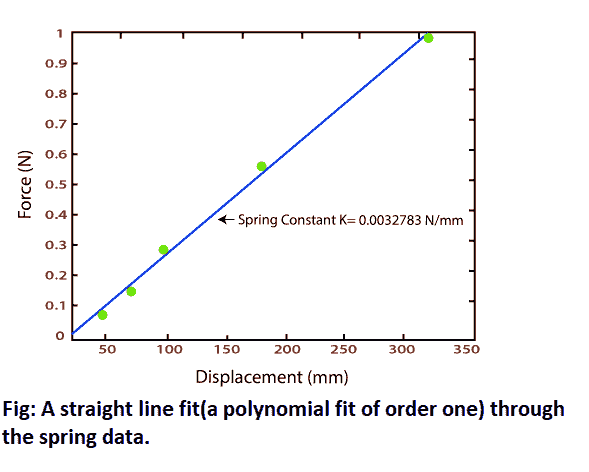 1
0.9
0.8
0.7
0.6
0.5
0.4
0.3
0.2
0.1
0
Force (N)
Spring Constant K= 0.0032783 N/mm
50 100 150 200 250 300 350
Displacement (mm)
Fig: A straight line fit(a polynomial fit of order one) through
the spring data.